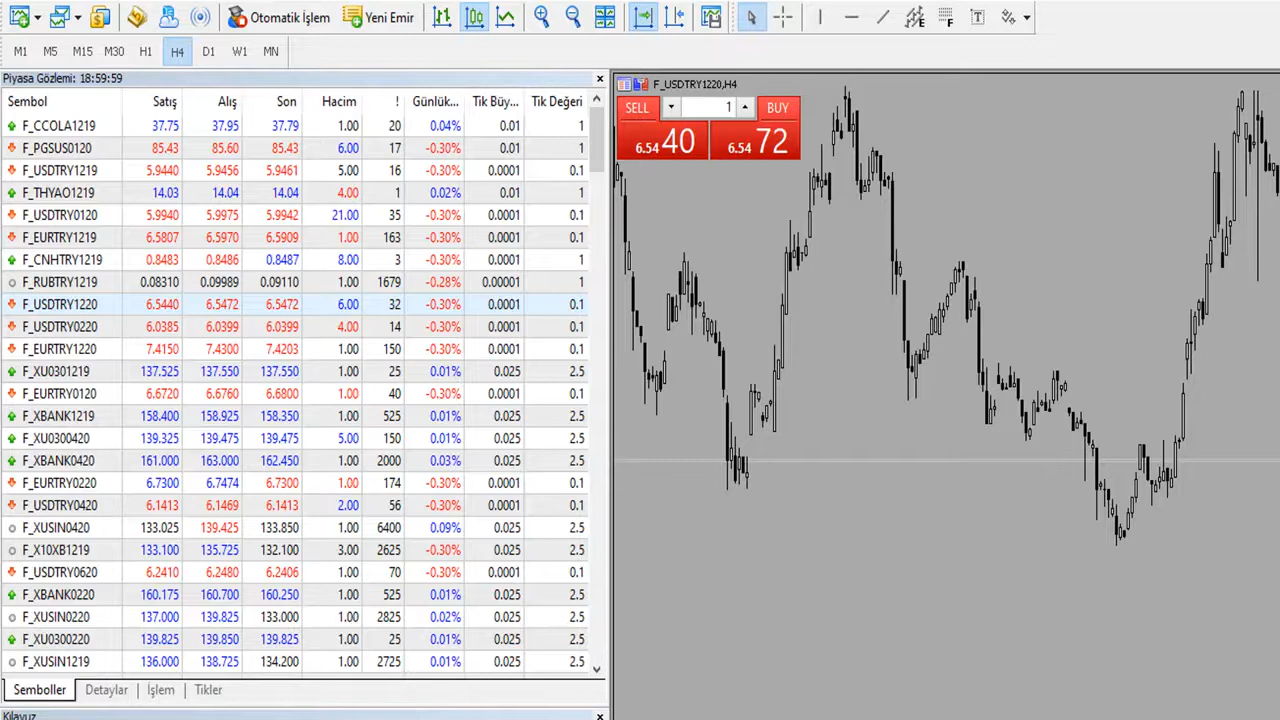 Otomatik İşlem Yeni Emir
M1 M5 M15 M30 H1 H4 D1 W1 MN
Piyasa Gözlemi: 18:59:59
Sembol Satış Alış Son Hacim ! Günlük... Tik Büy... Tik Değeri
F_CCOLA1219 37.75 37.95 37.79 1.00 20 0.04% 0.01 1
F_PGSUS0120 85.43 85.60 85.43 6.00 17 -0.30% 0.01 1
F_USDTRY1219 5.9440 5.9456 5.9461 5.00 16 -0.30% 0.0001 0.1
F_THYAO1219 14.03 14.04 14.04 4.00 1 0.02% 0.01 1
F_USDTRY0120 5.9940 5.9975 5.9942 21.00 35 -0.30% 0.0001 0.1
F_EURTRY1219 6.5807 6.5970 6.5909 1.00 163 -0.30% 0.0001 0.1
F_CNHTRY1219 0.8483 0.8486 0.8487 8.00 3 -0.30% 0.0001 1
F_RUBTRY1219 0.08310 0.09989 0.09110 1.00 1679 -0.28% 0.00001 1
F_USDTRY1220 6.5440 6.5472 6.5472 6.00 32 -0.30% 0.0001 0.1
F_USDTRY0220 6.0385 6.0399 6.0399 4.00 14 -0.30% 0.0001 0.1
F_EURTRY1220 7.4150 7.4300 7.4203 1.00 150 -0.30% 0.0001 0.1
F_XU0301219 137.525 137.550 137.550 1.00 25 0.01% 0.025 2.5
F_EURTRY0120 6.6720 6.6760 6.6800 1.00 40 -0.30% 0.0001 0.1
F_XBANK1219 158.400 158.925 158.350 1.00 525 0.01% 0.025 2.5
F_XU0300420 139.325 139.475 139.475 5.00 150 0.01% 0.025 2.5
F_XBANK0420 161.000 163.000 162.450 1.00 2000 0.03% 0.025 2.5
F_EURTRY0220 6.7300 6.7474 6.7300 1.00 174 -0.30% 0.0001 0.1
F_USDTRY0420 6.1413 6.1469 6.1413 2.00 56 -0.30% 0.0001 0.1
F_XUSIN0420 133.025 139.425 133.850 1.00 6400 0.09% 0.025 2.5
F_X10XB1219 133.100 135.725 132.100 3.00 2625 -0.30% 0.025 2.5
F_USDTRY0620 6.2410 6.2480 6.2406 1.00 70 -0.30% 0.0001 0.1
F_XBANK0220 160.175 160.700 160.250 1.00 525 0.01% 0.025 2.5
F_XUSIN0220 137.000 139.825 133.000 1.00 2825 0.02% 0.025 2.5
F_XU0300220 139.825 139.850 139.825 1.00 25 0.01% 0.025 2.5
F_XUSIN1219 136.000 138.725 134.200 1.00 2725 0.01% 0.025 2.5
Semboller Detaylar İşlem Tikler
Kılavuz
F_USDTRY1220,H4
SELL 1 BUY
6.54 40 6.54 72